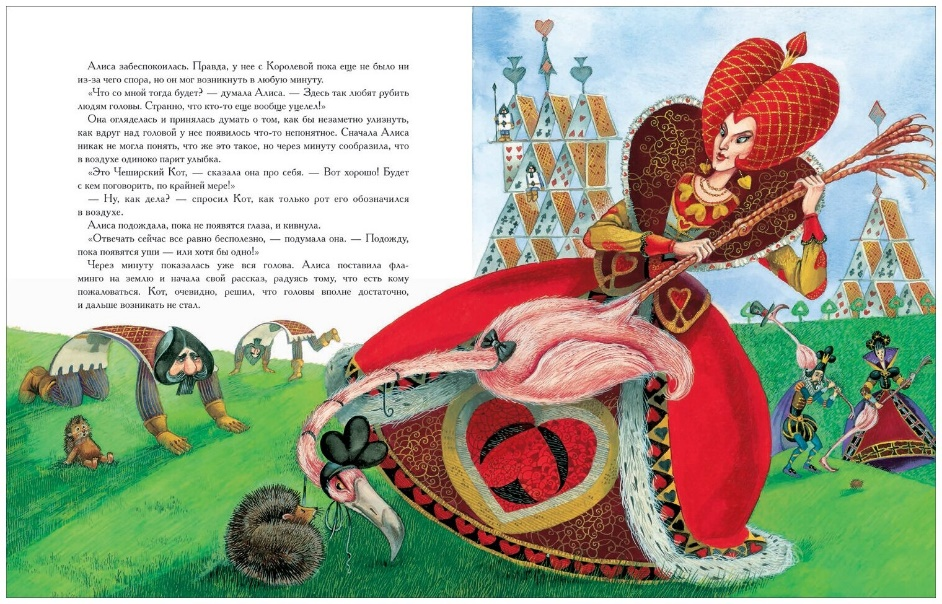 Алиса забеспокоилась. Правда, у нее с Королевой пока еще не было ни
из-за чего спора, но он мог возникнуть в любую минуту.
«Что со мной тогда будет? — думала Алиса. — Здесь так любят рубить
людям головы. Странно, что кто-то еще вообще уцелел!»
Она огляделась и принялась думать о том, как бы незаметно улизнуть,
как вдруг над головой у нее появилось что-то непонятное. Сначала Алиса
никак не могла понять, что же это такое, но через минуту сообразила, что
в воздухе одиноко парит улыбка.
«Это Чеширский Кот, — сказала она про себя. — Вот хорошо! Будет
с кем поговорить, по крайней мере!»
— Ну, как дела? — спросил Кот, как только рот его обозначился
в воздухе.
Алиса подождала, пока не появятся глаза, и кивнула.
«Отвечать сейчас все равно бесполезно, — подумала она. — Подожду,
пока появятся уши — или хотя бы одно!»
Через минуту показалась уже вся голова. Алиса поставила фла-
минго на землю и начала свой рассказ, радуясь тому, что есть кому
пожаловаться. Кот, очевидно, решил, что головы вполне достаточно,
и дальше возникать не стал.